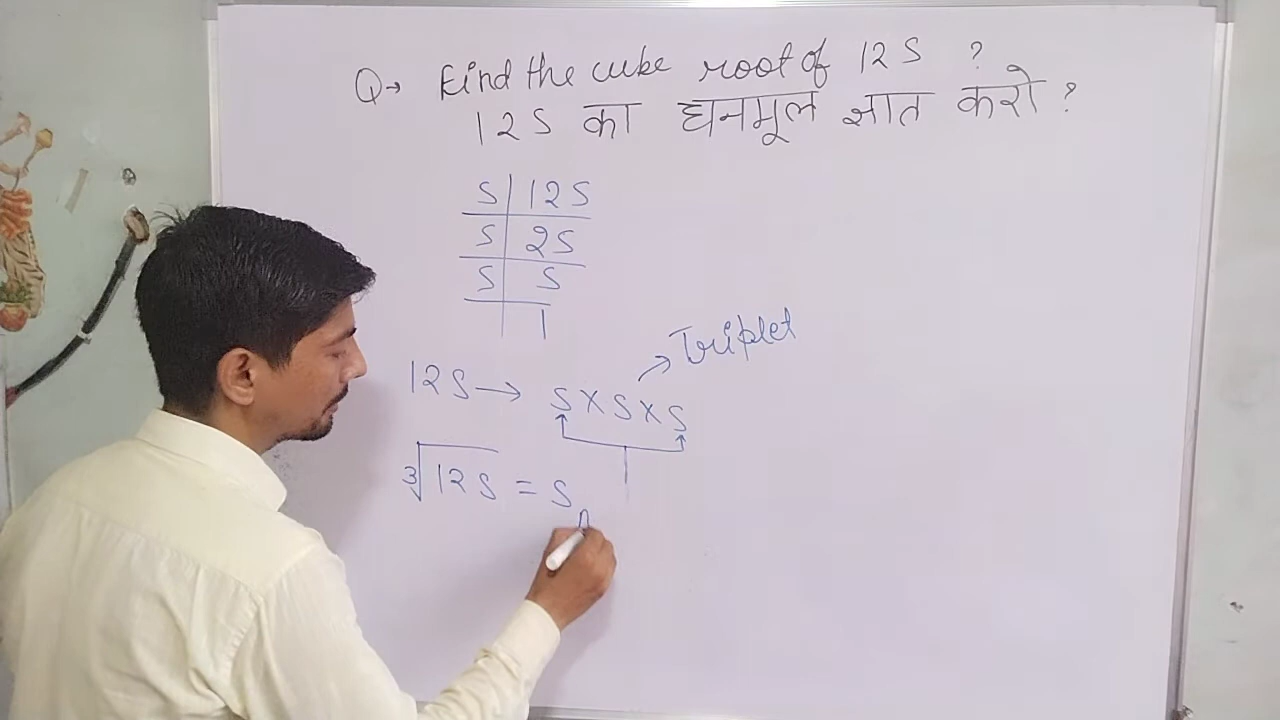 Q→ Find the cube root of 125 ?
125 का घनमूल ज्ञात करो ?
5 | 125
5 | 25
5 | 5
| 1
→ Triplet
125 → 5×5×5
∛125 = 5